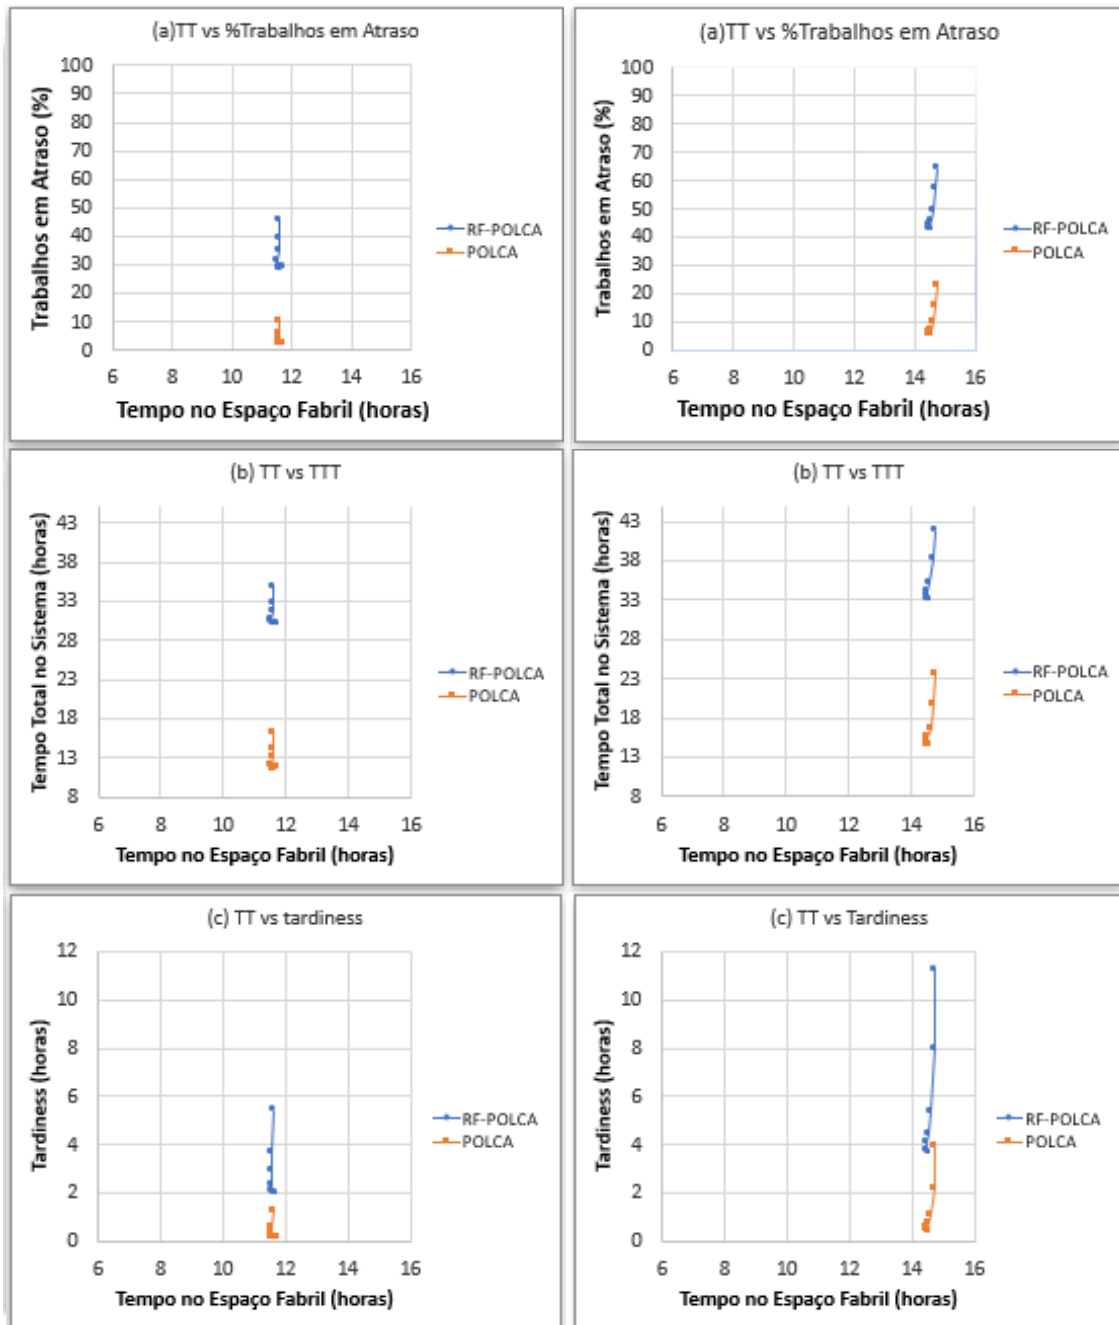 (a)TT vs %Trabalhos em Atraso
100
90
80
70
60
50
40
30
20
10
0
Trabalhos em Atraso (%)
6 8 10 12 14 16
Tempo no Espaço Fabril (horas)
RF-POLCA
POLCA
(a)TT vs %Trabalhos em Atraso
100
90
80
70
60
50
40
30
20
10
0
Trabalhos em Atraso (%)
6 8 10 12 14 16
Tempo no Espaço Fabril (horas)
RF-POLCA
POLCA
(b) TT vs TTT
43
38
33
28
23
18
13
8
Tempo Total no Sistema (horas)
6 8 10 12 14 16
Tempo no Espaço Fabril (horas)
RF-POLCA
POLCA
(b) TT vs TTT
43
38
33
28
23
18
13
8
Tempo Total no Sistema (horas)
6 8 10 12 14 16
Tempo no Espaço Fabril (horas)
RF-POLCA
POLCA
(c) TT vs tardiness
12
10
8
6
4
2
0
Tardiness (horas)
6 8 10 12 14 16
Tempo no Espaço Fabril (horas)
RF-POLCA
POLCA
(c) TT vs Tardiness
12
10
8
6
4
2
0
Tardiness (horas)
6 8 10 12 14 16
Tempo no Espaço Fabril (horas)
RF-POLCA
POLCA